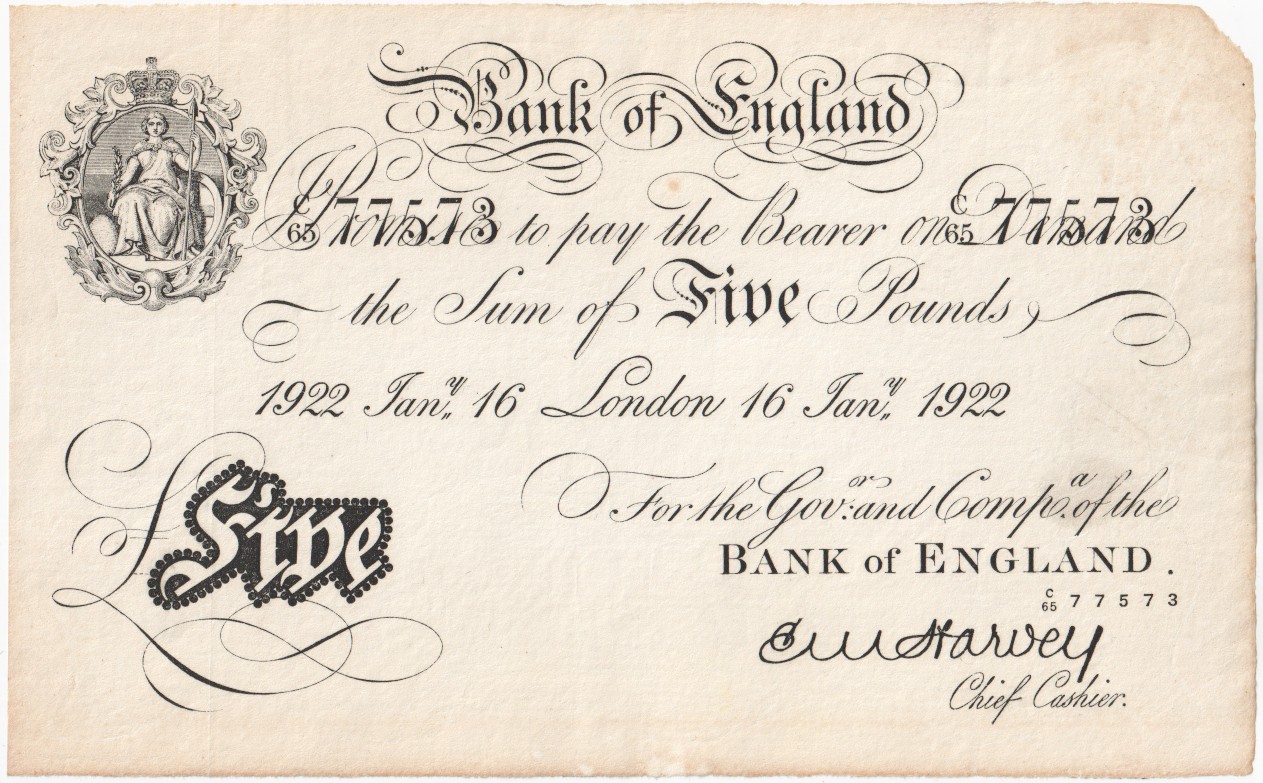 Bank of England
C/65 77573 I Promise to pay the Bearer on Demand C/65 77573
the Sum of Five Pounds,
1922 Janʸ 16 London 16 Janʸ 1922
£Five
For the Govʳ: and Compᵃ. of the
BANK of ENGLAND.
C/65 77573
E M Harvey
Chief Cashier.